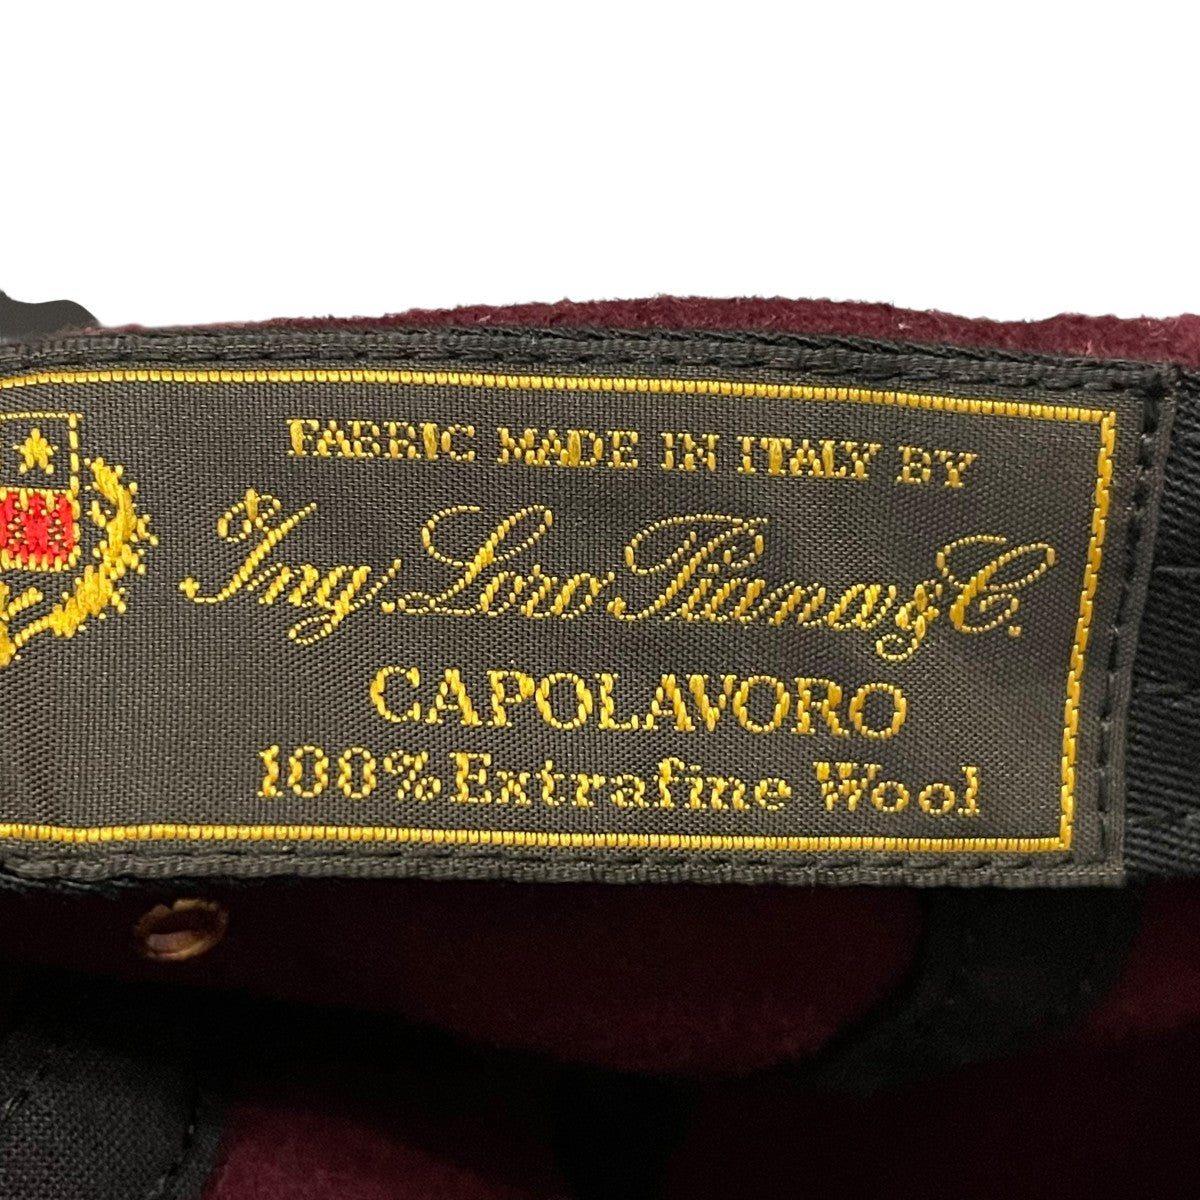 FABRIC MADE IN ITALY BY
Ing. Loro Piana & C.
CAPOLAVORO
100% Extrafine Wool